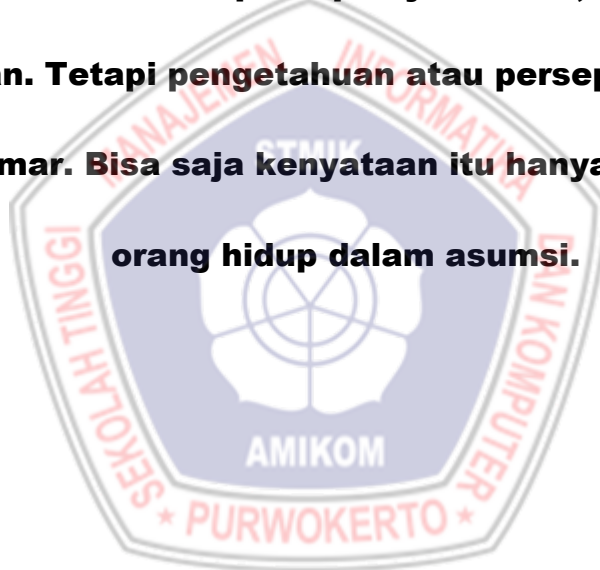 an. Tetapi pengetahuan atau persep
mar. Bisa saja kenyataan itu hanya
orang hidup dalam asumsi.
SEKOLAH TINGGI MANAJEMEN INFORMATIKA DAN KOMPUTER
STMIK
AMIKOM
* PURWOKERTO *